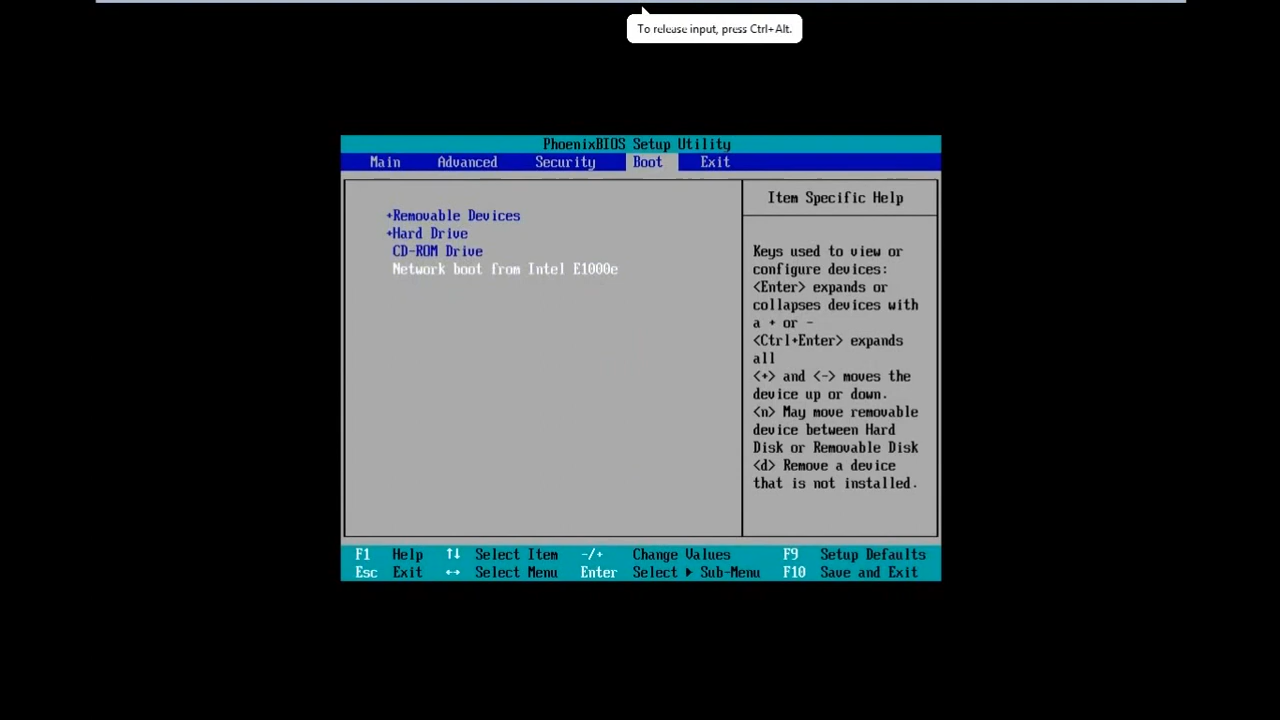 To release input, press Ctrl+Alt.
PhoenixBIOS Setup Utility
Main Advanced Security Boot Exit
Item Specific Help
+Removable Devices
+Hard Drive
CD-ROM Drive
Network boot from Intel E1000e
Keys used to view or
configure devices:
<Enter> expands or
collapses devices with
a + or -
<Ctrl+Enter> expands
all
<+> and <-> moves the
device up or down.
<n> May move removable
device between Hard
Disk or Removable Disk
<d> Remove a device
that is not installed.
F1 Help ↑↓ Select Item -/+ Change Values F9 Setup Defaults
Esc Exit ↔ Select Menu Enter Select ▶ Sub-Menu F10 Save and Exit